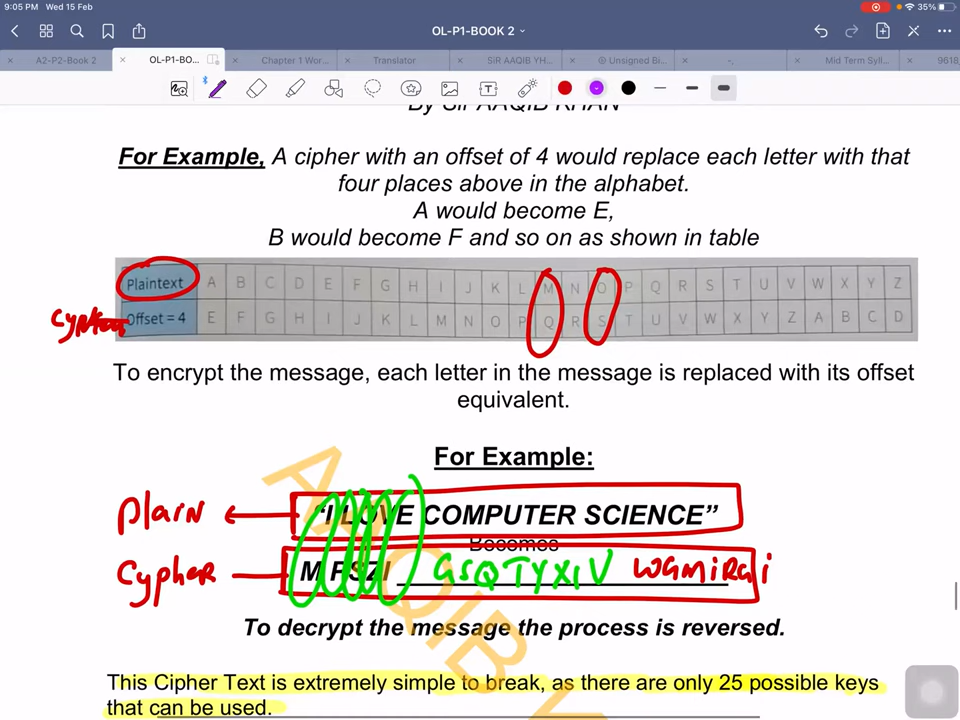 9:05 PM Wed 15 Feb 35%
OL-P1-BOOK 2
A2-P2-Book 2 OL-P1-BO... Chapter 1 Wor... Translator SiR AAQIB YH... Unsigned Bi... -, Mid Term Syll... 9618
By Sir AAQIB KHAN
For Example, A cipher with an offset of 4 would replace each letter with that
four places above in the alphabet.
A would become E,
B would become F and so on as shown in table
Plaintext A B C D E F G H I J K L M N O P Q R S T U V W X Y Z
Offset = 4 E F G H I J K L M N O P Q R S T U V W X Y Z A B C D
To encrypt the message, each letter in the message is replaced with its offset
equivalent.
For Example:
Plain "I LOVE COMPUTER SCIENCE"
Becomes
Cypher M PSZI GSQTYXIV WGMIRGI
To decrypt the message the process is reversed.
This Cipher Text is extremely simple to break, as there are only 25 possible keys
that can be used.
AAQIB